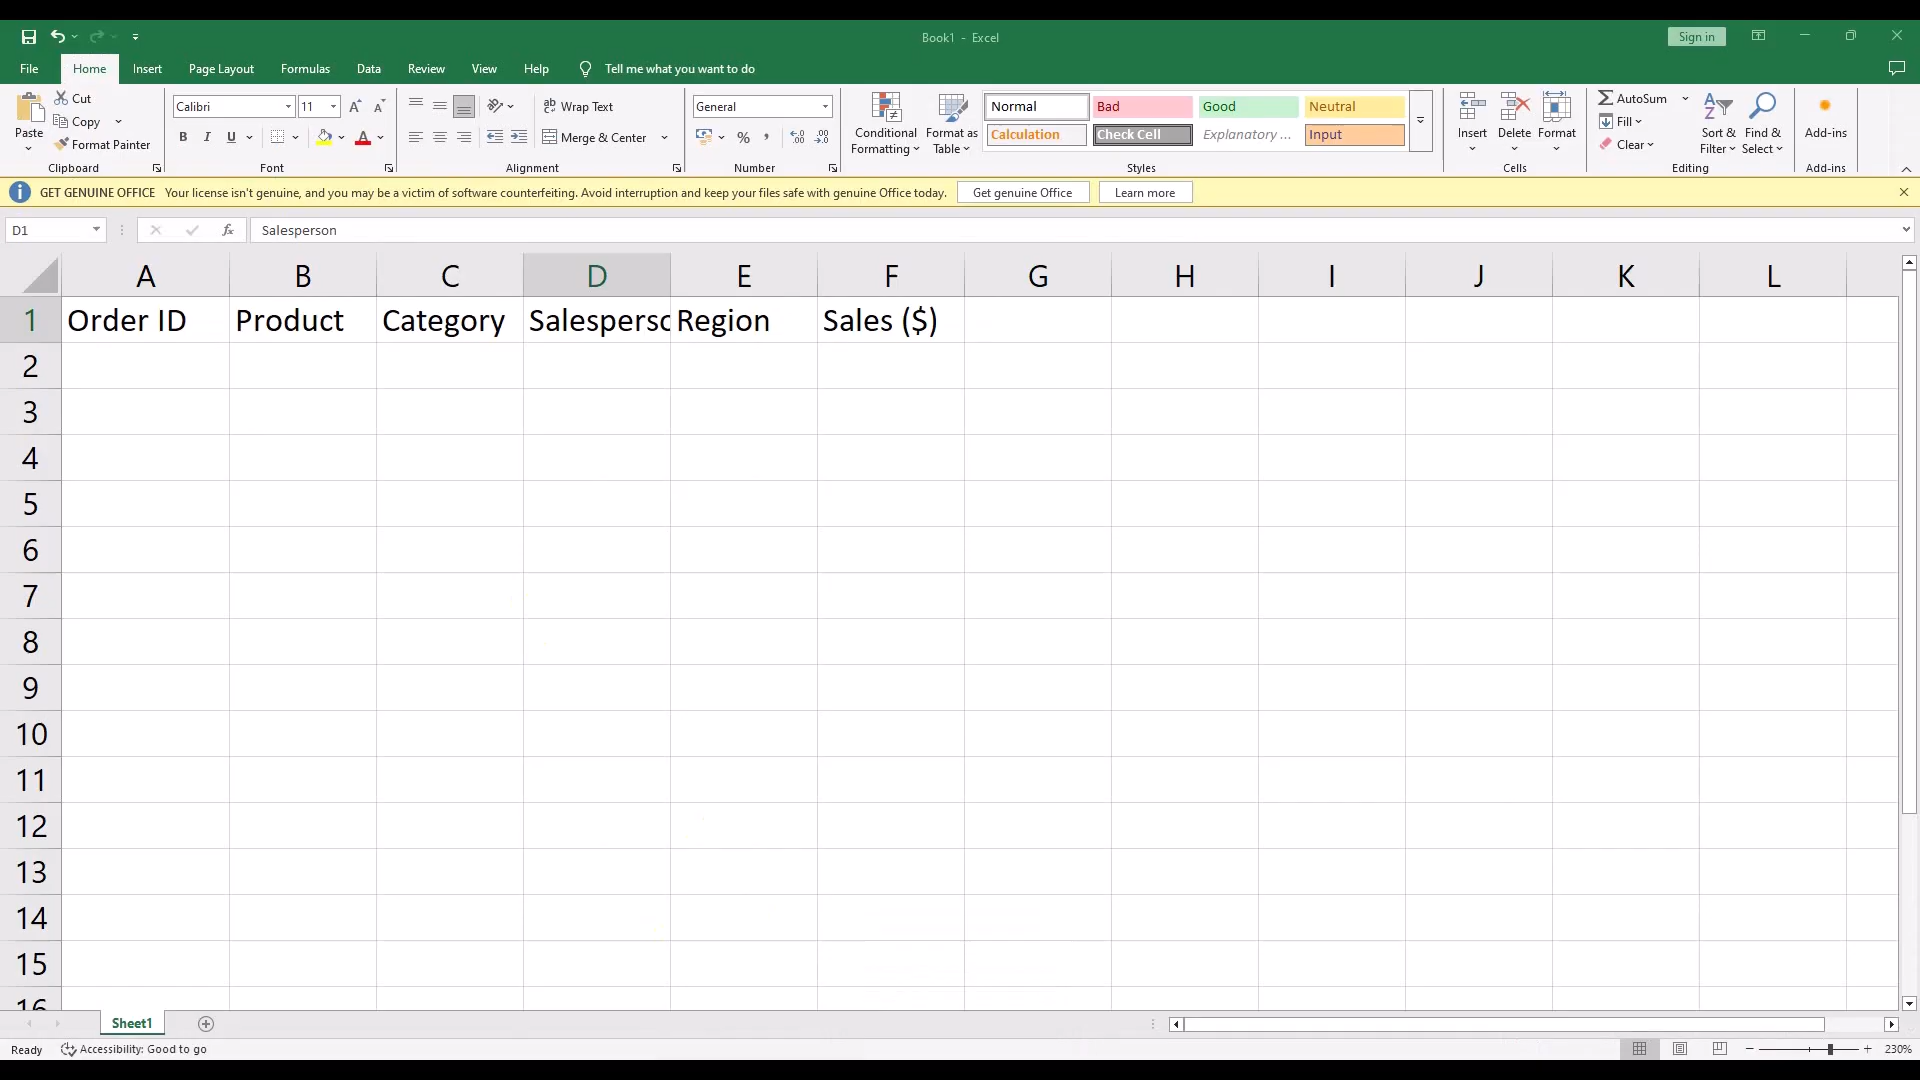 Book1 - Excel
Sign in
File Home Insert Page Layout Formulas Data Review View Help Tell me what you want to do
Paste
Cut
Copy
Format Painter
Clipboard
Calibri 11
B I U
Font
Wrap Text
Merge & Center
Alignment
General
Number
Conditional Formatting
Format as Table
Normal Bad Good Neutral
Calculation Check Cell Explanatory ... Input
Styles
Insert Delete Format
Cells
AutoSum
Fill
Clear
Sort & Filter
Find & Select
Editing
Add-ins
Add-ins
GET GENUINE OFFICE Your license isn't genuine, and you may be a victim of software counterfeiting. Avoid interruption and keep your files safe with genuine Office today. Get genuine Office Learn more
D1 fx Salesperson
A B C D E F G H I J K L
1 Order ID Product Category Salesperso Region Sales ($)
2
3
4
5
6
7
8
9
10
11
12
13
14
15
16
Sheet1
Ready Accessibility: Good to go 230%